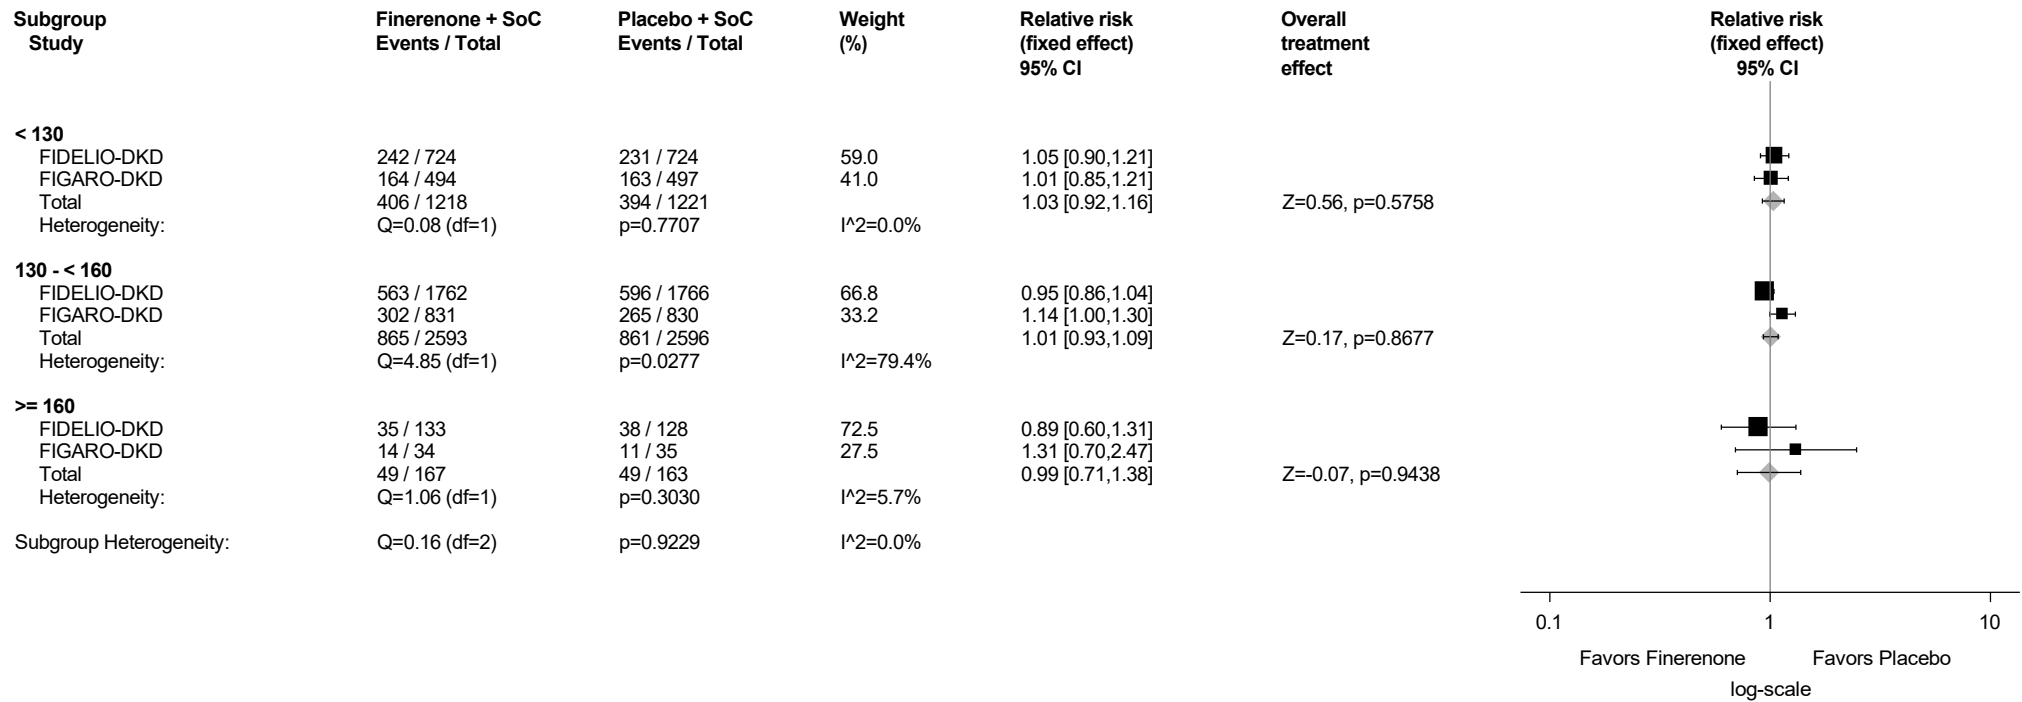 Subgroup Finerenone + SoC Placebo + SoC Weight Relative risk Overall Relative risk
Study Events / Total Events / Total (%) (fixed effect) treatment (fixed effect)
95% CI effect 95% CI
< 130
FIDELIO-DKD 242 / 724 231 / 724 59.0 1.05 [0.90,1.21]
FIGARO-DKD 164 / 494 163 / 497 41.0 1.01 [0.85,1.21]
Total 406 / 1218 394 / 1221 1.03 [0.92,1.16] Z=0.56, p=0.5758
Heterogeneity: Q=0.08 (df=1) p=0.7707 I^2=0.0%
130 - < 160
FIDELIO-DKD 563 / 1762 596 / 1766 66.8 0.95 [0.86,1.04]
FIGARO-DKD 302 / 831 265 / 830 33.2 1.14 [1.00,1.30]
Total 865 / 2593 861 / 2596 1.01 [0.93,1.09] Z=0.17, p=0.8677
Heterogeneity: Q=4.85 (df=1) p=0.0277 I^2=79.4%
>= 160
FIDELIO-DKD 35 / 133 38 / 128 72.5 0.89 [0.60,1.31]
FIGARO-DKD 14 / 34 11 / 35 27.5 1.31 [0.70,2.47]
Total 49 / 167 49 / 163 0.99 [0.71,1.38] Z=-0.07, p=0.9438
Heterogeneity: Q=1.06 (df=1) p=0.3030 I^2=5.7%
Subgroup Heterogeneity: Q=0.16 (df=2) p=0.9229 I^2=0.0%
0.1 1 10
Favors Finerenone Favors Placebo
log-scale